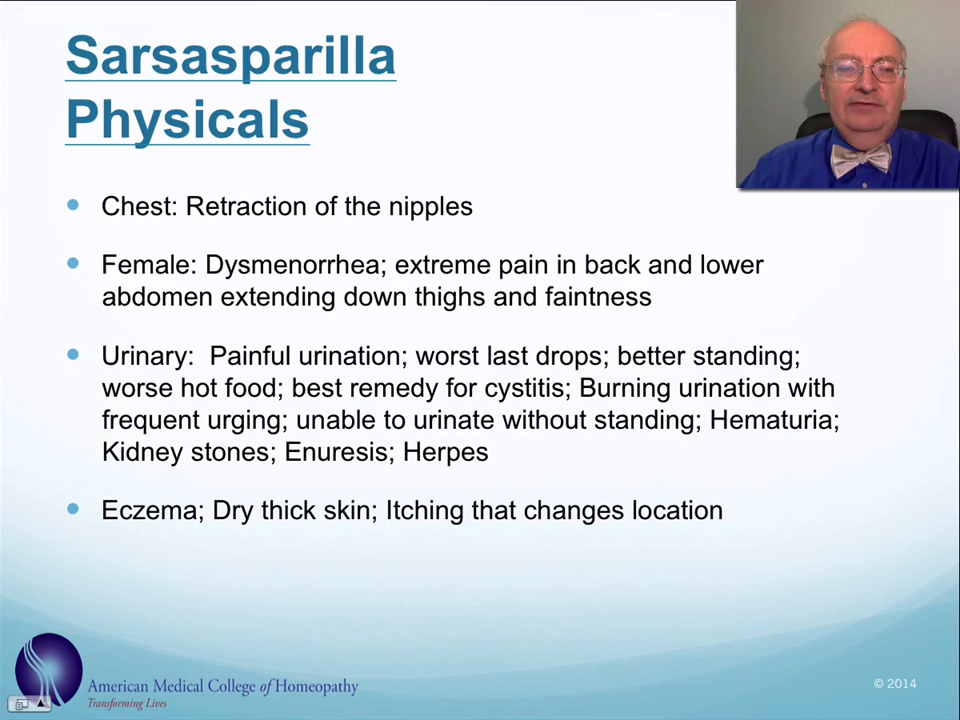 Sarsasparilla
Physicals
Chest: Retraction of the nipples
Female: Dysmenorrhea; extreme pain in back and lower
abdomen extending down thighs and faintness
Urinary:  Painful urination; worst last drops; better standing;
worse hot food; best remedy for cystitis; Burning urination with
frequent urging; unable to urinate without standing; Hematuria;
Kidney stones; Enuresis; Herpes
Eczema; Dry thick skin; Itching that changes location
American Medical College of Homeopathy
Transforming Lives
© 2014